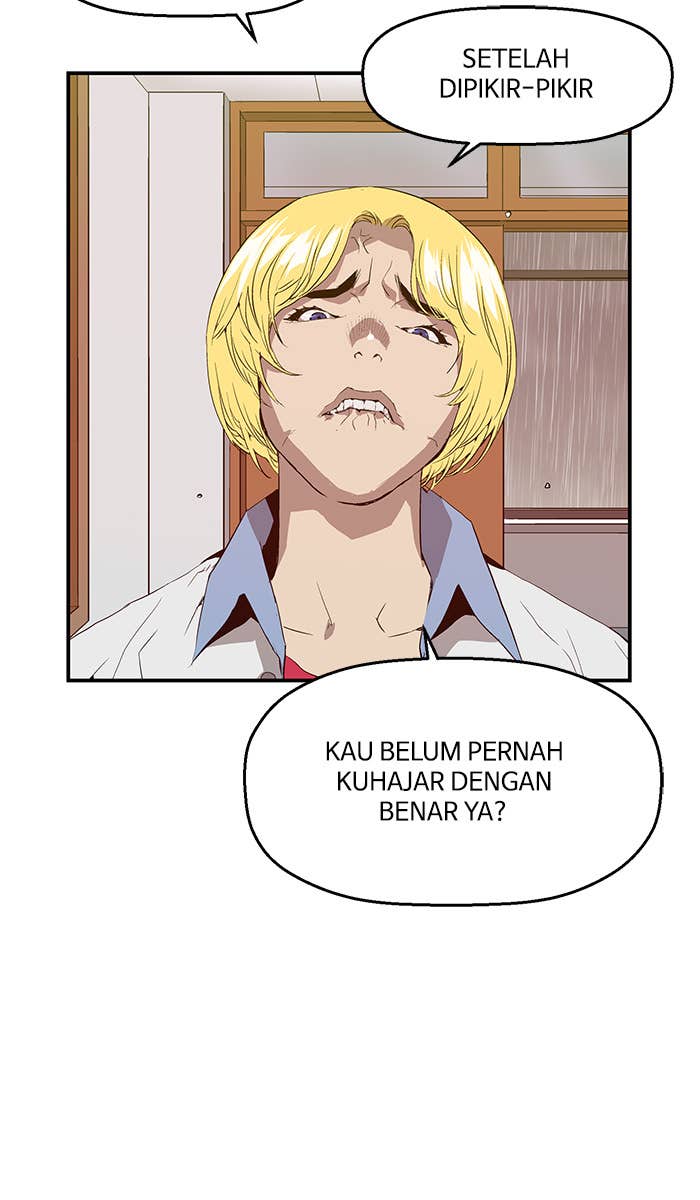 SETELAH
DIPIKIR-PIKIR
KAU BELUM PERNAH
KUHAJAR DENGAN
BENAR YA?